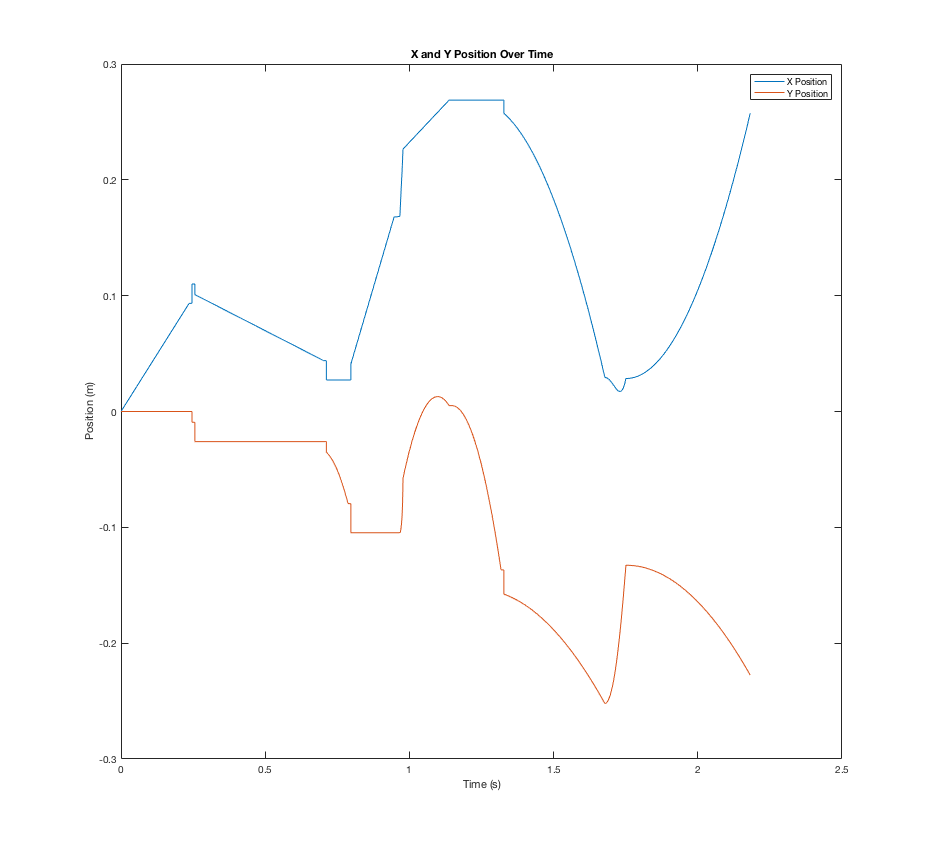 X and Y Position Over Time
X Position
Y Position
0.3
0.2
0.1
0
-0.1
-0.2
-0.3
Position (m)
0
0.5
1
1.5
2
2.5
Time (s)